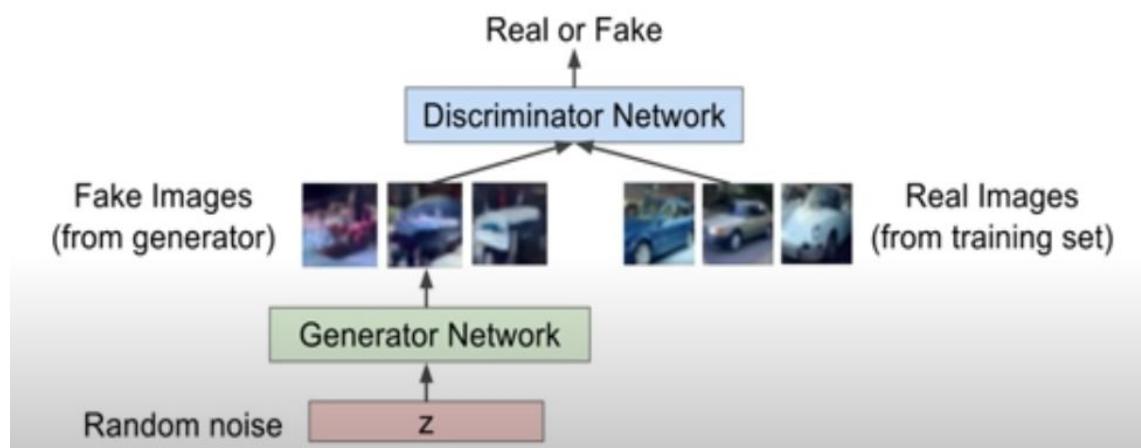 Real or Fake
Discriminator Network
Fake Images
(from generator)
Real Images
(from training set)
Generator Network
Random noise
z